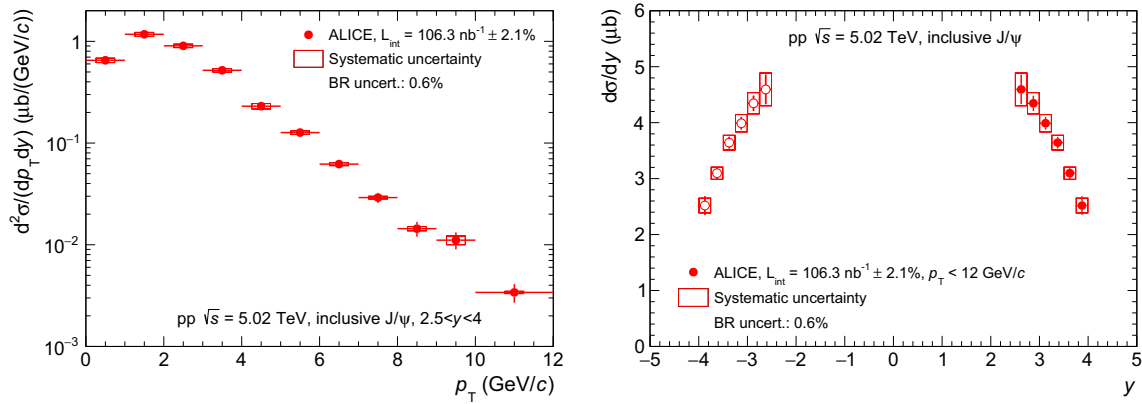 d²σ/(dp_T dy) (μb/(GeV/c))
1
10⁻¹
10⁻²
10⁻³
ALICE, L_int = 106.3 nb⁻¹ ± 2.1%
Systematic uncertainty
BR uncert.: 0.6%
pp √s = 5.02 TeV, inclusive J/ψ, 2.5<y<4
0 2 4 6 8 10 12
p_T (GeV/c)
dσ/dy (μb)
6
5
4
3
2
1
0
pp √s = 5.02 TeV, inclusive J/ψ
ALICE, L_int = 106.3 nb⁻¹ ± 2.1%, p_T < 12 GeV/c
Systematic uncertainty
BR uncert.: 0.6%
−5 −4 −3 −2 −1 0 1 2 3 4 5
y